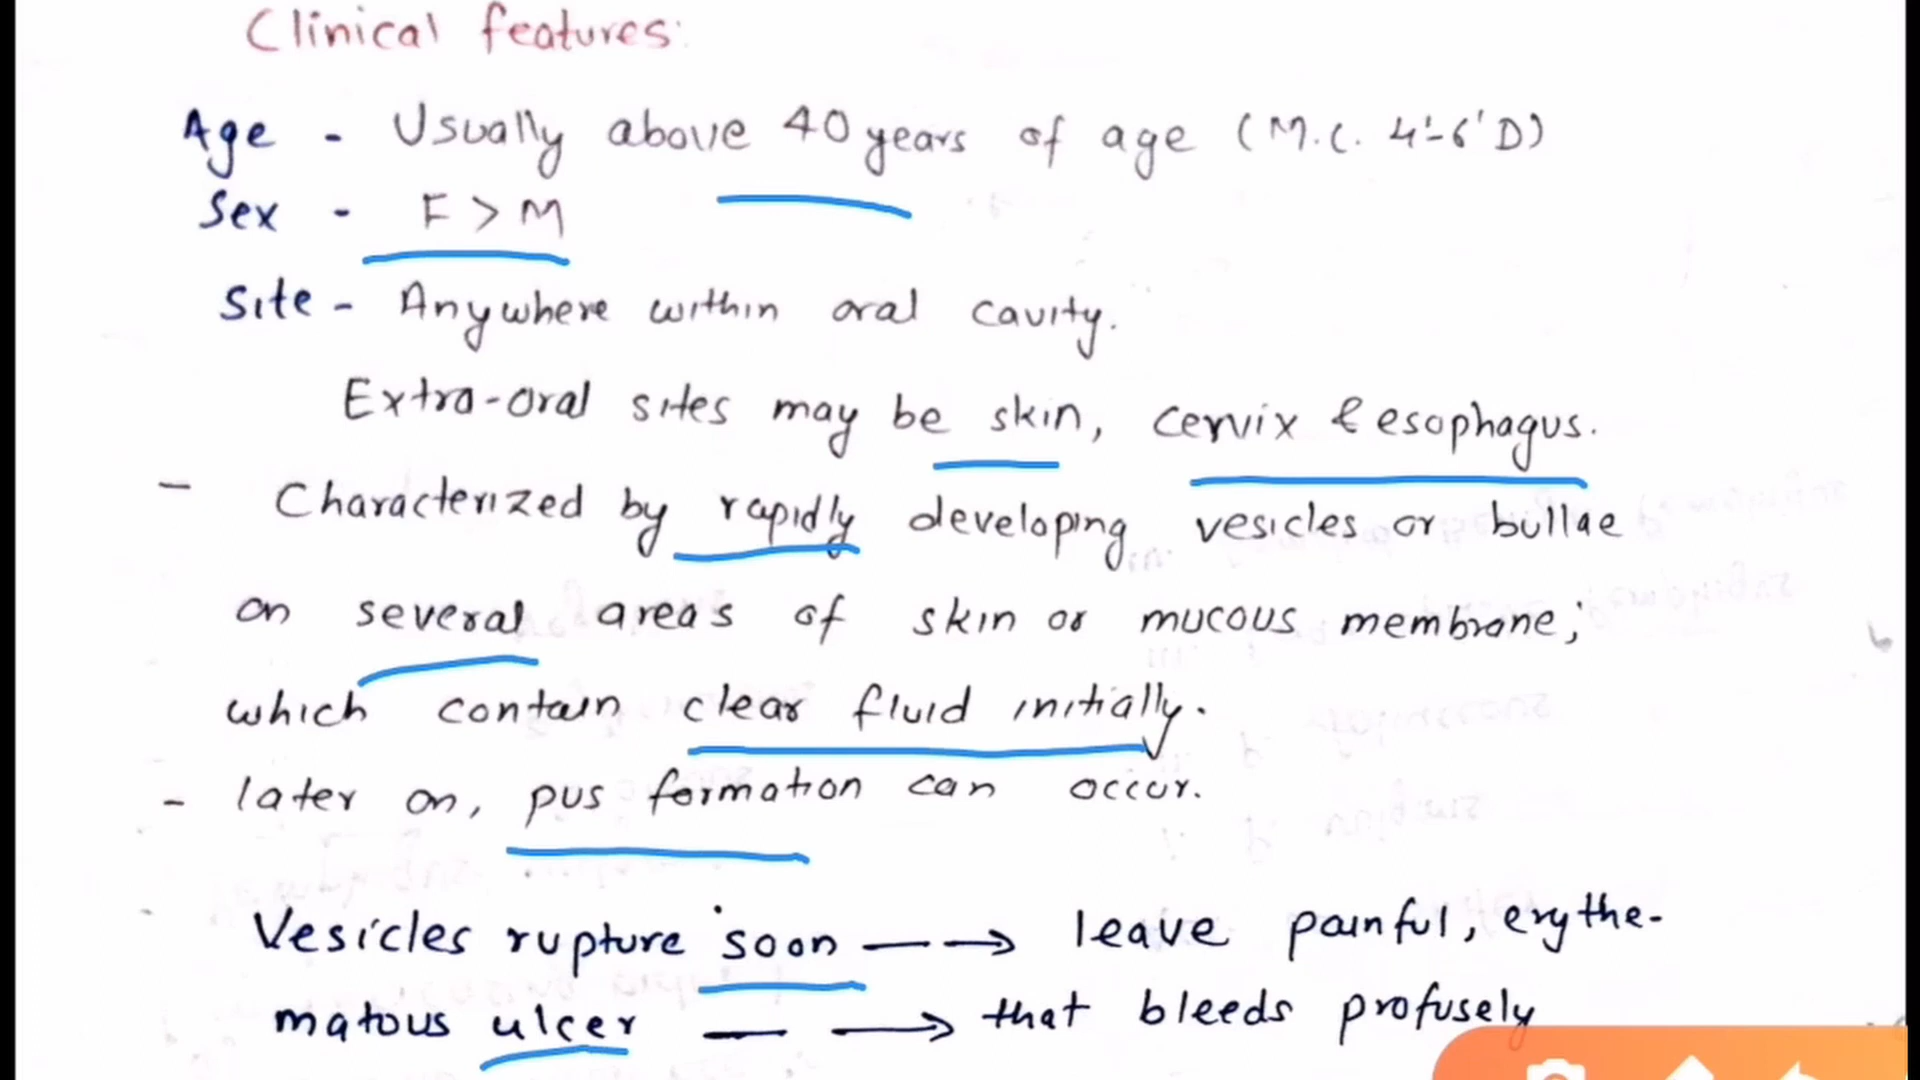 Clinical features:
Age - Usually above 40 years of age (M.C. 4'-6'D)
Sex - F > M
Site - Anywhere within oral cavity.
Extra-oral sites may be skin, cervix & esophagus.
- Characterized by rapidly developing vesicles or bullae
on several areas of skin or mucous membrane;
which contain clear fluid initially.
- later on, pus formation can occur.
Vesicles rupture soon —→ leave painful, erythe-
matous ulcer — → that bleeds profusely